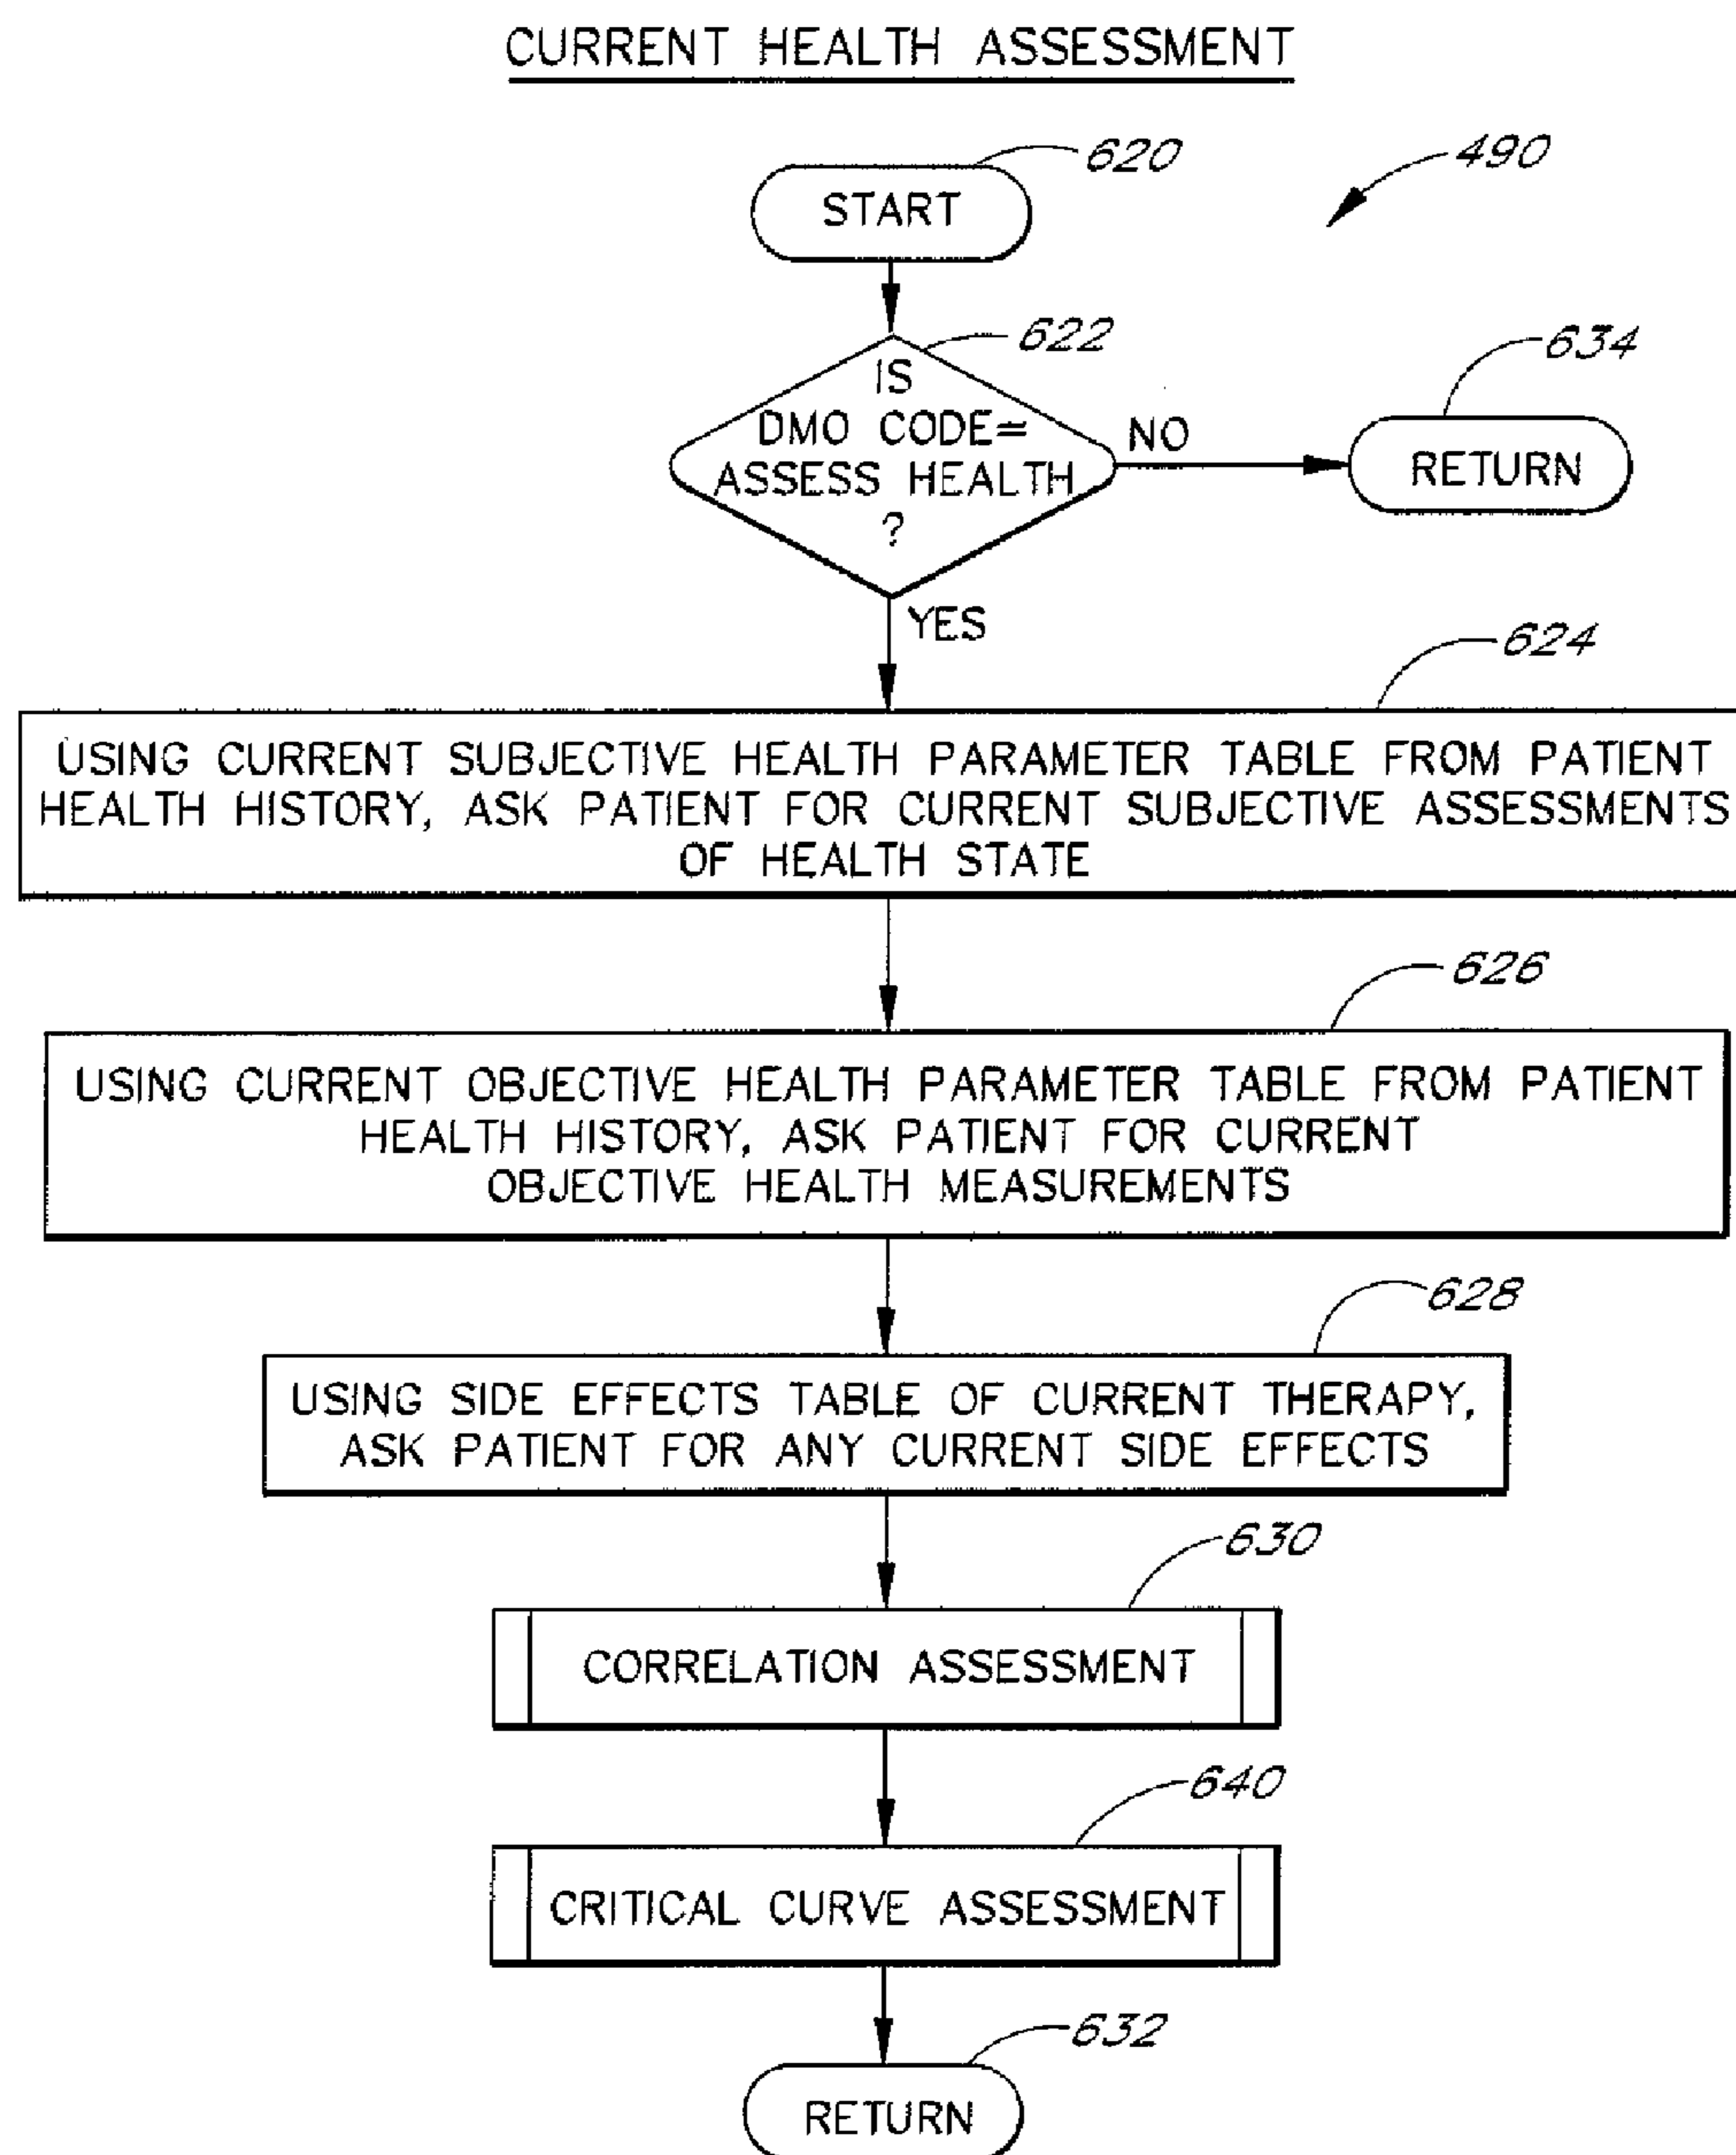 CURRENT HEALTH ASSESSMENT
620
490
START
622
634
IS
DMO CODE=
ASSESS HEALTH
?
NO
RETURN
YES
624
USING CURRENT SUBJECTIVE HEALTH PARAMETER TABLE FROM PATIENT
HEALTH HISTORY, ASK PATIENT FOR CURRENT SUBJECTIVE ASSESSMENTS
OF HEALTH STATE
626
USING CURRENT OBJECTIVE HEALTH PARAMETER TABLE FROM PATIENT
HEALTH HISTORY, ASK PATIENT FOR CURRENT
OBJECTIVE HEALTH MEASUREMENTS
628
USING SIDE EFFECTS TABLE OF CURRENT THERAPY,
ASK PATIENT FOR ANY CURRENT SIDE EFFECTS
630
CORRELATION ASSESSMENT
640
CRITICAL CURVE ASSESSMENT
632
RETURN